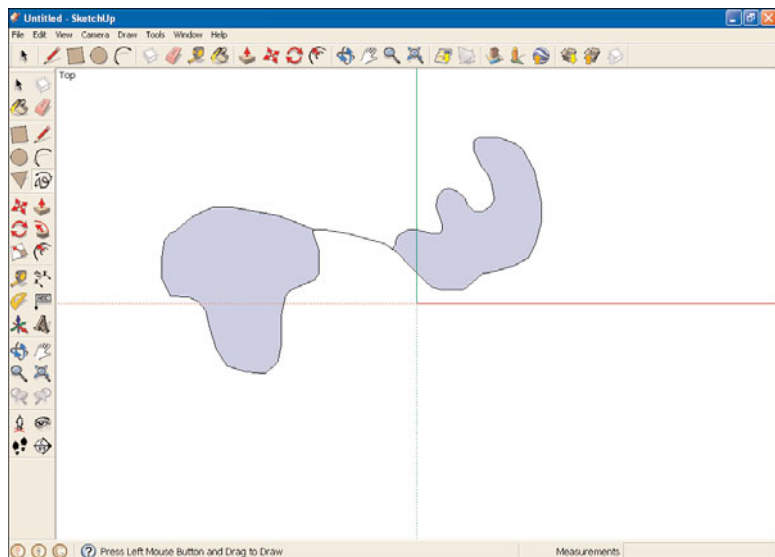 Untitled - SketchUp
File Edit View Camera Draw Tools Window Help
Top
Press Left Mouse Button and Drag to Draw
Measurements